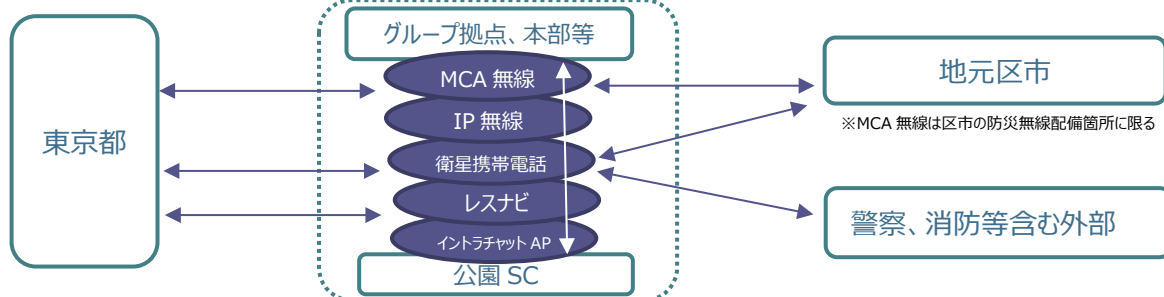 グループ拠点、本部等
東京都
MCA 無線
IP 無線
衛星携帯電話
レスナビ
イントラチャット AP
公園 SC
地元区市
※MCA 無線は区市の防災無線配備箇所に限る
警察、消防等含む外部